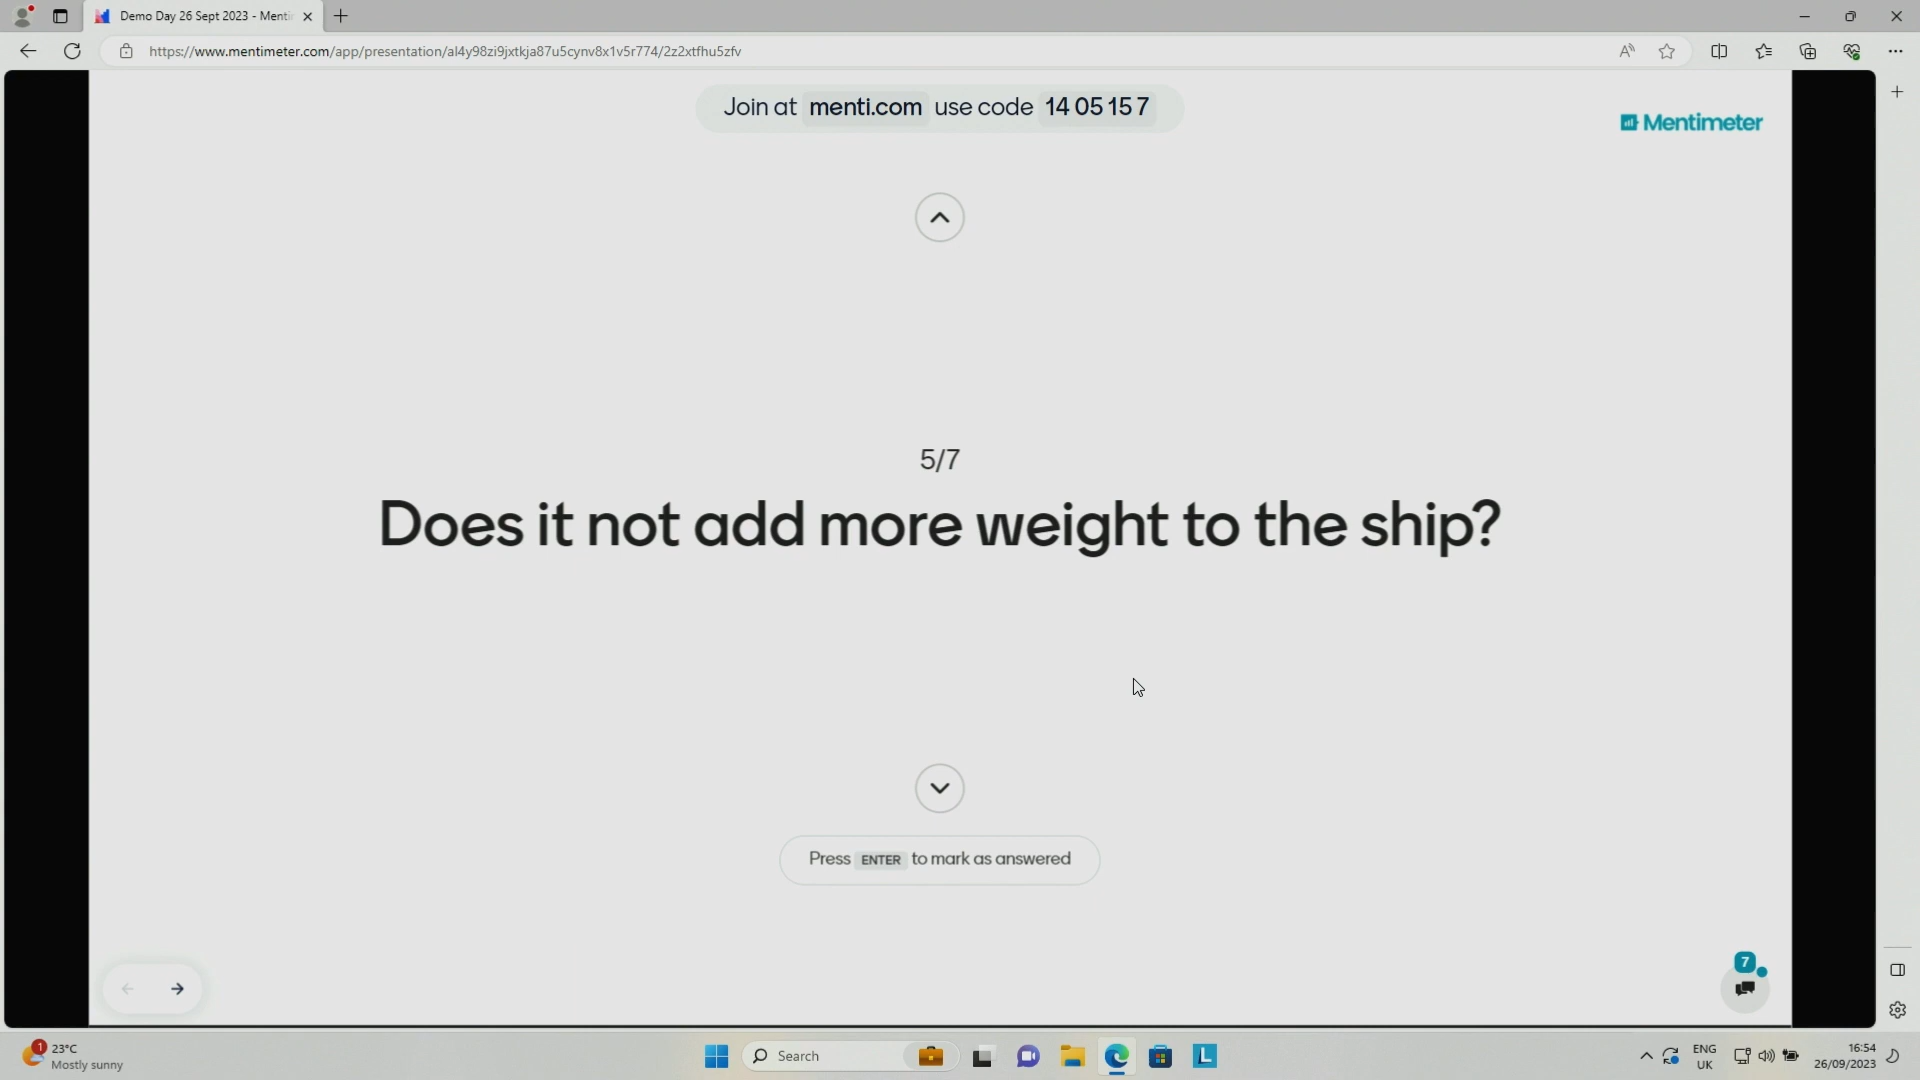 Demo Day 26 Sept 2023 - Menti
https://www.mentimeter.com/app/presentation/al4y98zi9jxtkja87u5cynv8x1v5r774/2z2xtfhu5zfv
Join at menti.com use code 14 05 15 7
Mentimeter
5/7
Does it not add more weight to the ship?
Press ENTER to mark as answered
7
1
23°C
Mostly sunny
Search
L
ENG
UK
16:54
26/09/2023